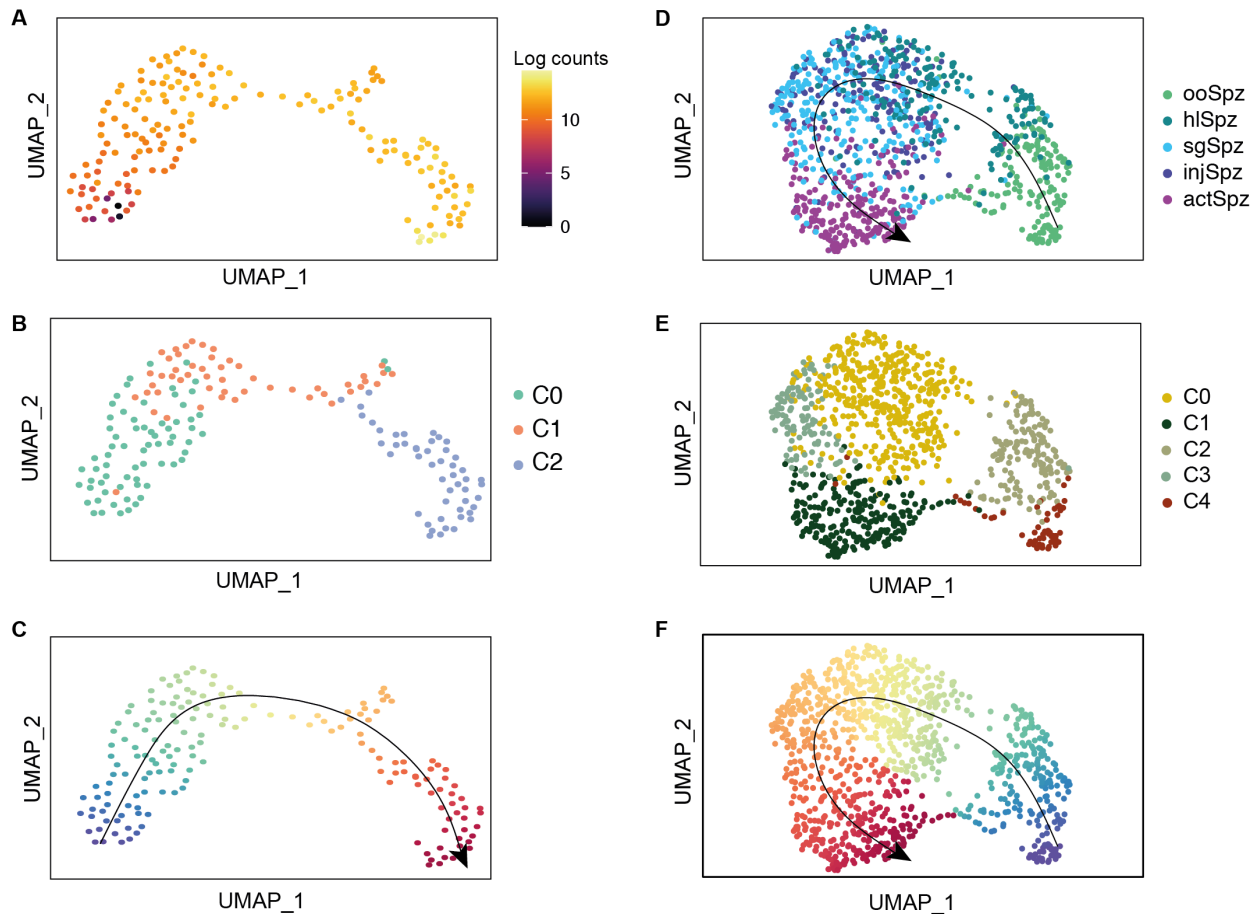 A
UMAP_2
UMAP_1
Log counts
10
5
0
B
UMAP_2
UMAP_1
C0
C1
C2
C
UMAP_2
UMAP_1
D
UMAP_2
UMAP_1
ooSpz
hlSpz
sgSpz
injSpz
actSpz
E
UMAP_2
UMAP_1
C0
C1
C2
C3
C4
F
UMAP_2
UMAP_1